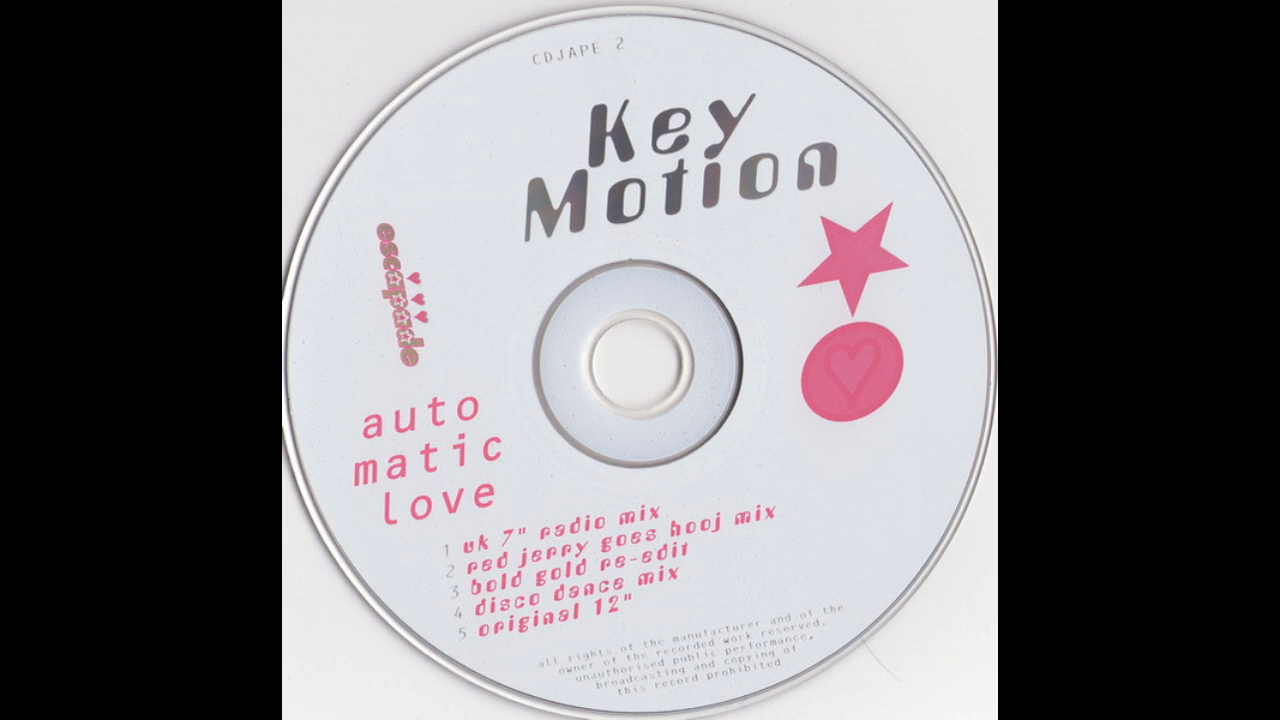 CDJAPE 2
Key
Motion
escapade
auto
matic
love
1 uk 7" radio mix
2 red jerry goes hooj mix
3 bold gold re-edit
4 disco dance mix
5 original 12"
all rights of the manufacturer and of the
owner of the recorded work reserved.
unauthorised public performance,
broadcasting and copying of
this record prohibited